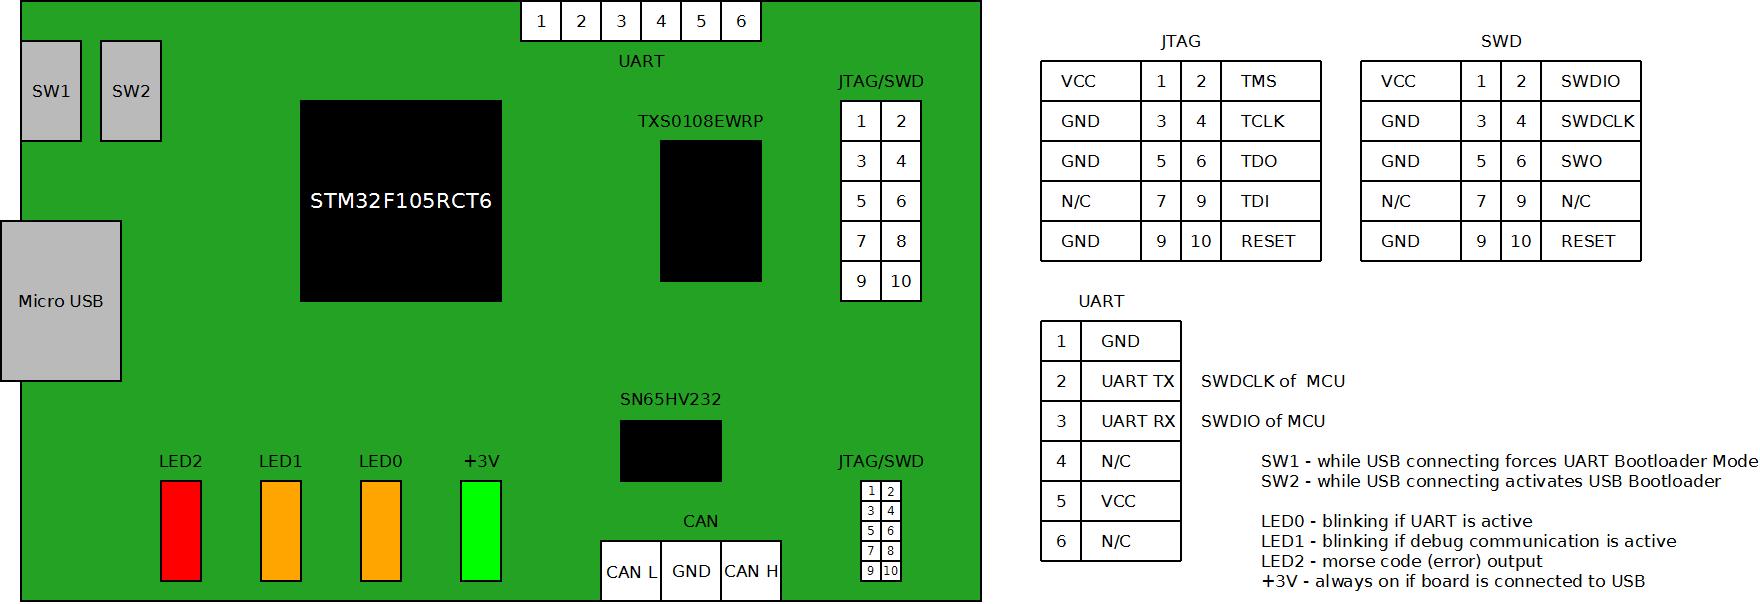 1 2 3 4 5 6
UART
SW1 SW2
JTAG/SWD
1 2
3 4
5 6
7 8
9 10
TXS0108EWRP
STM32F105RCT6
Micro USB
SN65HV232
LED2 LED1 LED0 +3V
CAN
CAN L GND CAN H
JTAG/SWD
1 2
3 4
5 6
7 8
9 10
JTAG
VCC 1 2 TMS
GND 3 4 TCLK
GND 5 6 TDO
N/C 7 9 TDI
GND 9 10 RESET
SWD
VCC 1 2 SWDIO
GND 3 4 SWDCLK
GND 5 6 SWO
N/C 7 9 N/C
GND 9 10 RESET
UART
1 GND
2 UART TX SWDCLK of MCU
3 UART RX SWDIO of MCU
4 N/C
5 VCC
6 N/C
SW1 - while USB connecting forces UART Bootloader Mode
SW2 - while USB connecting activates USB Bootloader
LED0 - blinking if UART is active
LED1 - blinking if debug communication is active
LED2 - morse code (error) output
+3V - always on if board is connected to USB